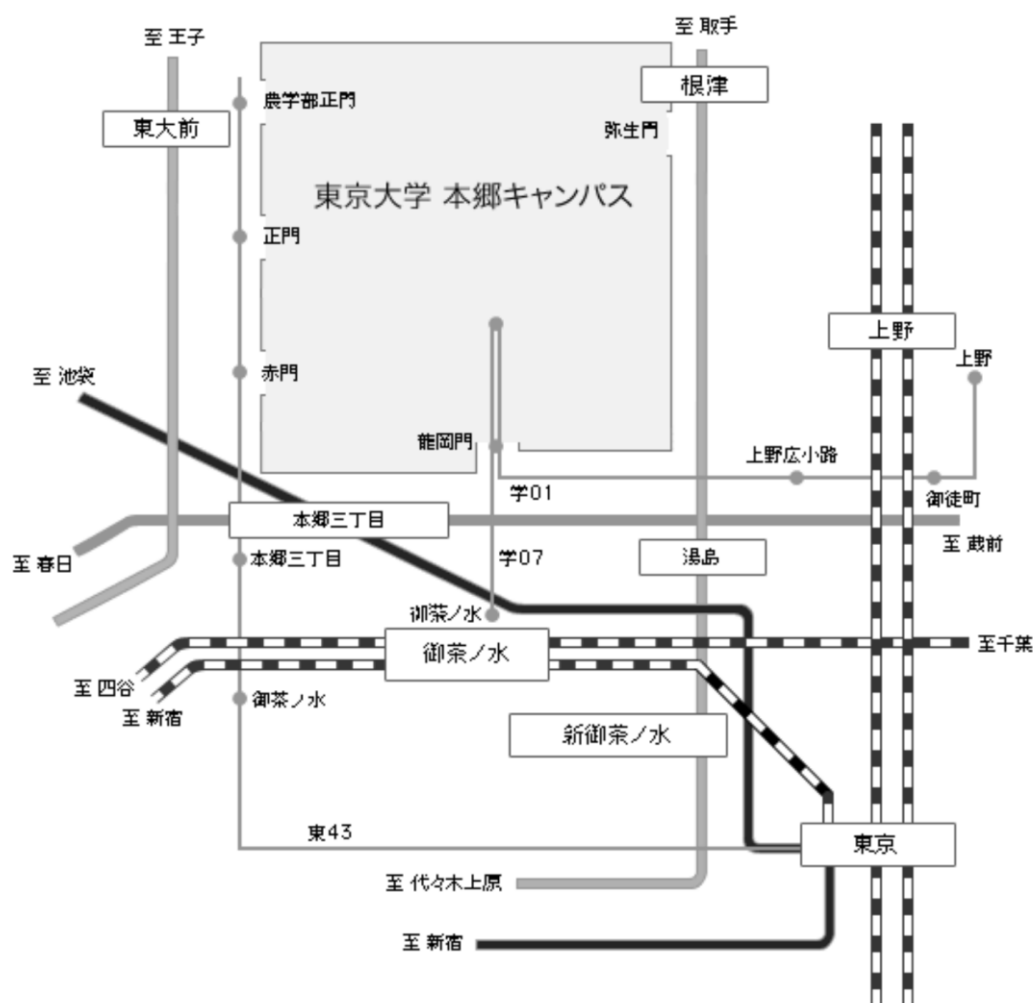 至 王子
至 取手
根津
農学部正門
東大前
弥生門
東京大学 本郷キャンパス
正門
上野
上野
至 池袋
赤門
龍岡門
上野広小路
学01
御徒町
本郷三丁目
至 蔵前
至 春日
本郷三丁目
学07
湯島
御茶ノ水
御茶ノ水
至千葉
至 四谷
至 新宿
御茶ノ水
新御茶ノ水
東43
東京
至 代々木上原
至 新宿